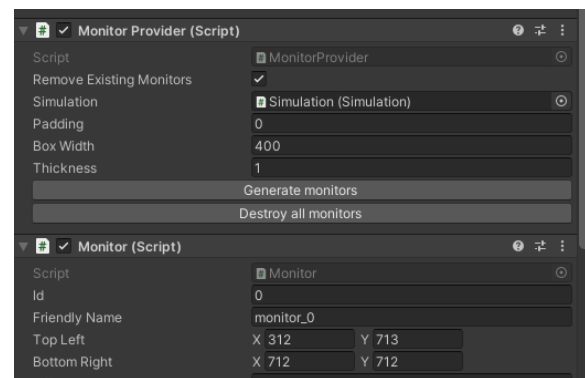 Monitor Provider (Script)
Script MonitorProvider
Remove Existing Monitors
Simulation Simulation (Simulation)
Padding 0
Box Width 400
Thickness 1
Generate monitors
Destroy all monitors
Monitor (Script)
Script Monitor
Id 0
Friendly Name monitor_0
Top Left X 312 Y 713
Bottom Right X 712 Y 712